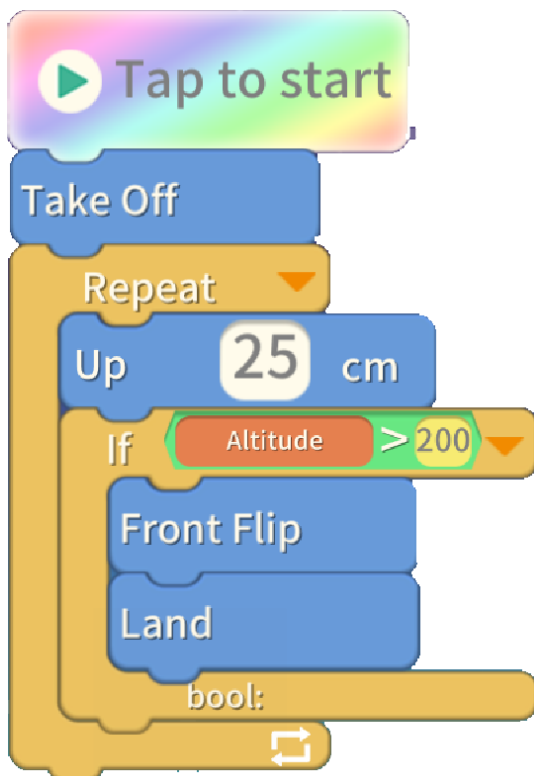 Tap to start
Take Off
Repeat
Up 25 cm
If Altitude > 200
Front Flip
Land
bool: